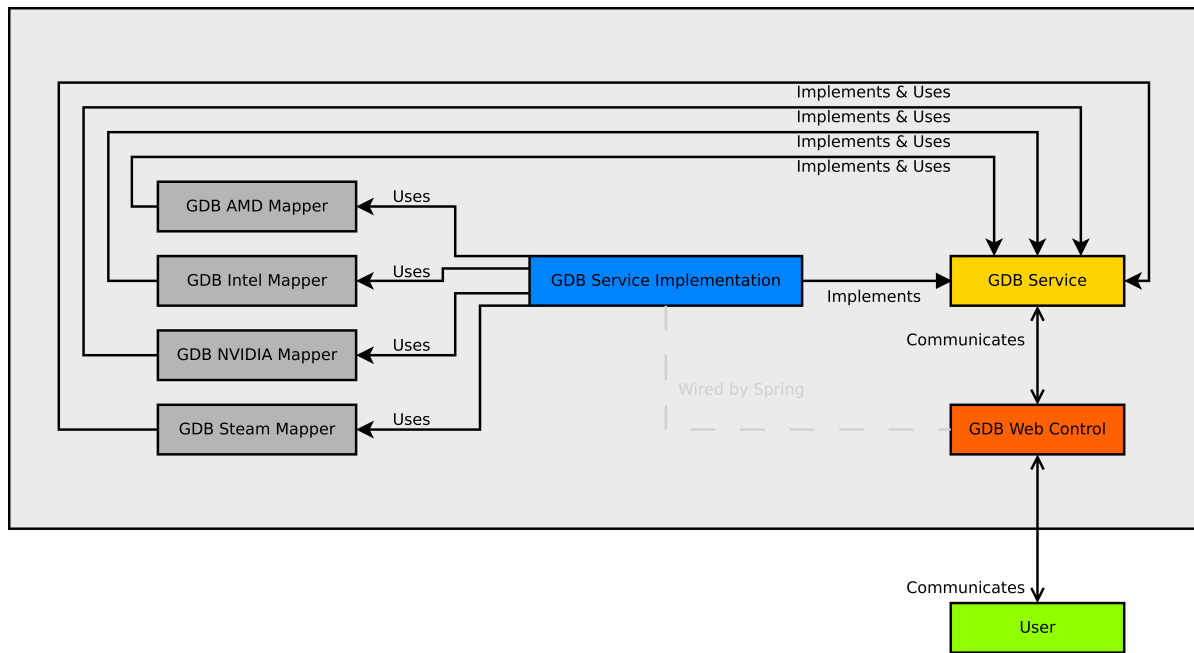 Implements & Uses
Implements & Uses
Implements & Uses
Implements & Uses
GDB AMD Mapper
Uses
GDB Intel Mapper
Uses
GDB Service Implementation
Implements
GDB Service
GDB NVIDIA Mapper
Uses
Communicates
Wired by Spring
GDB Steam Mapper
Uses
GDB Web Control
Communicates
User